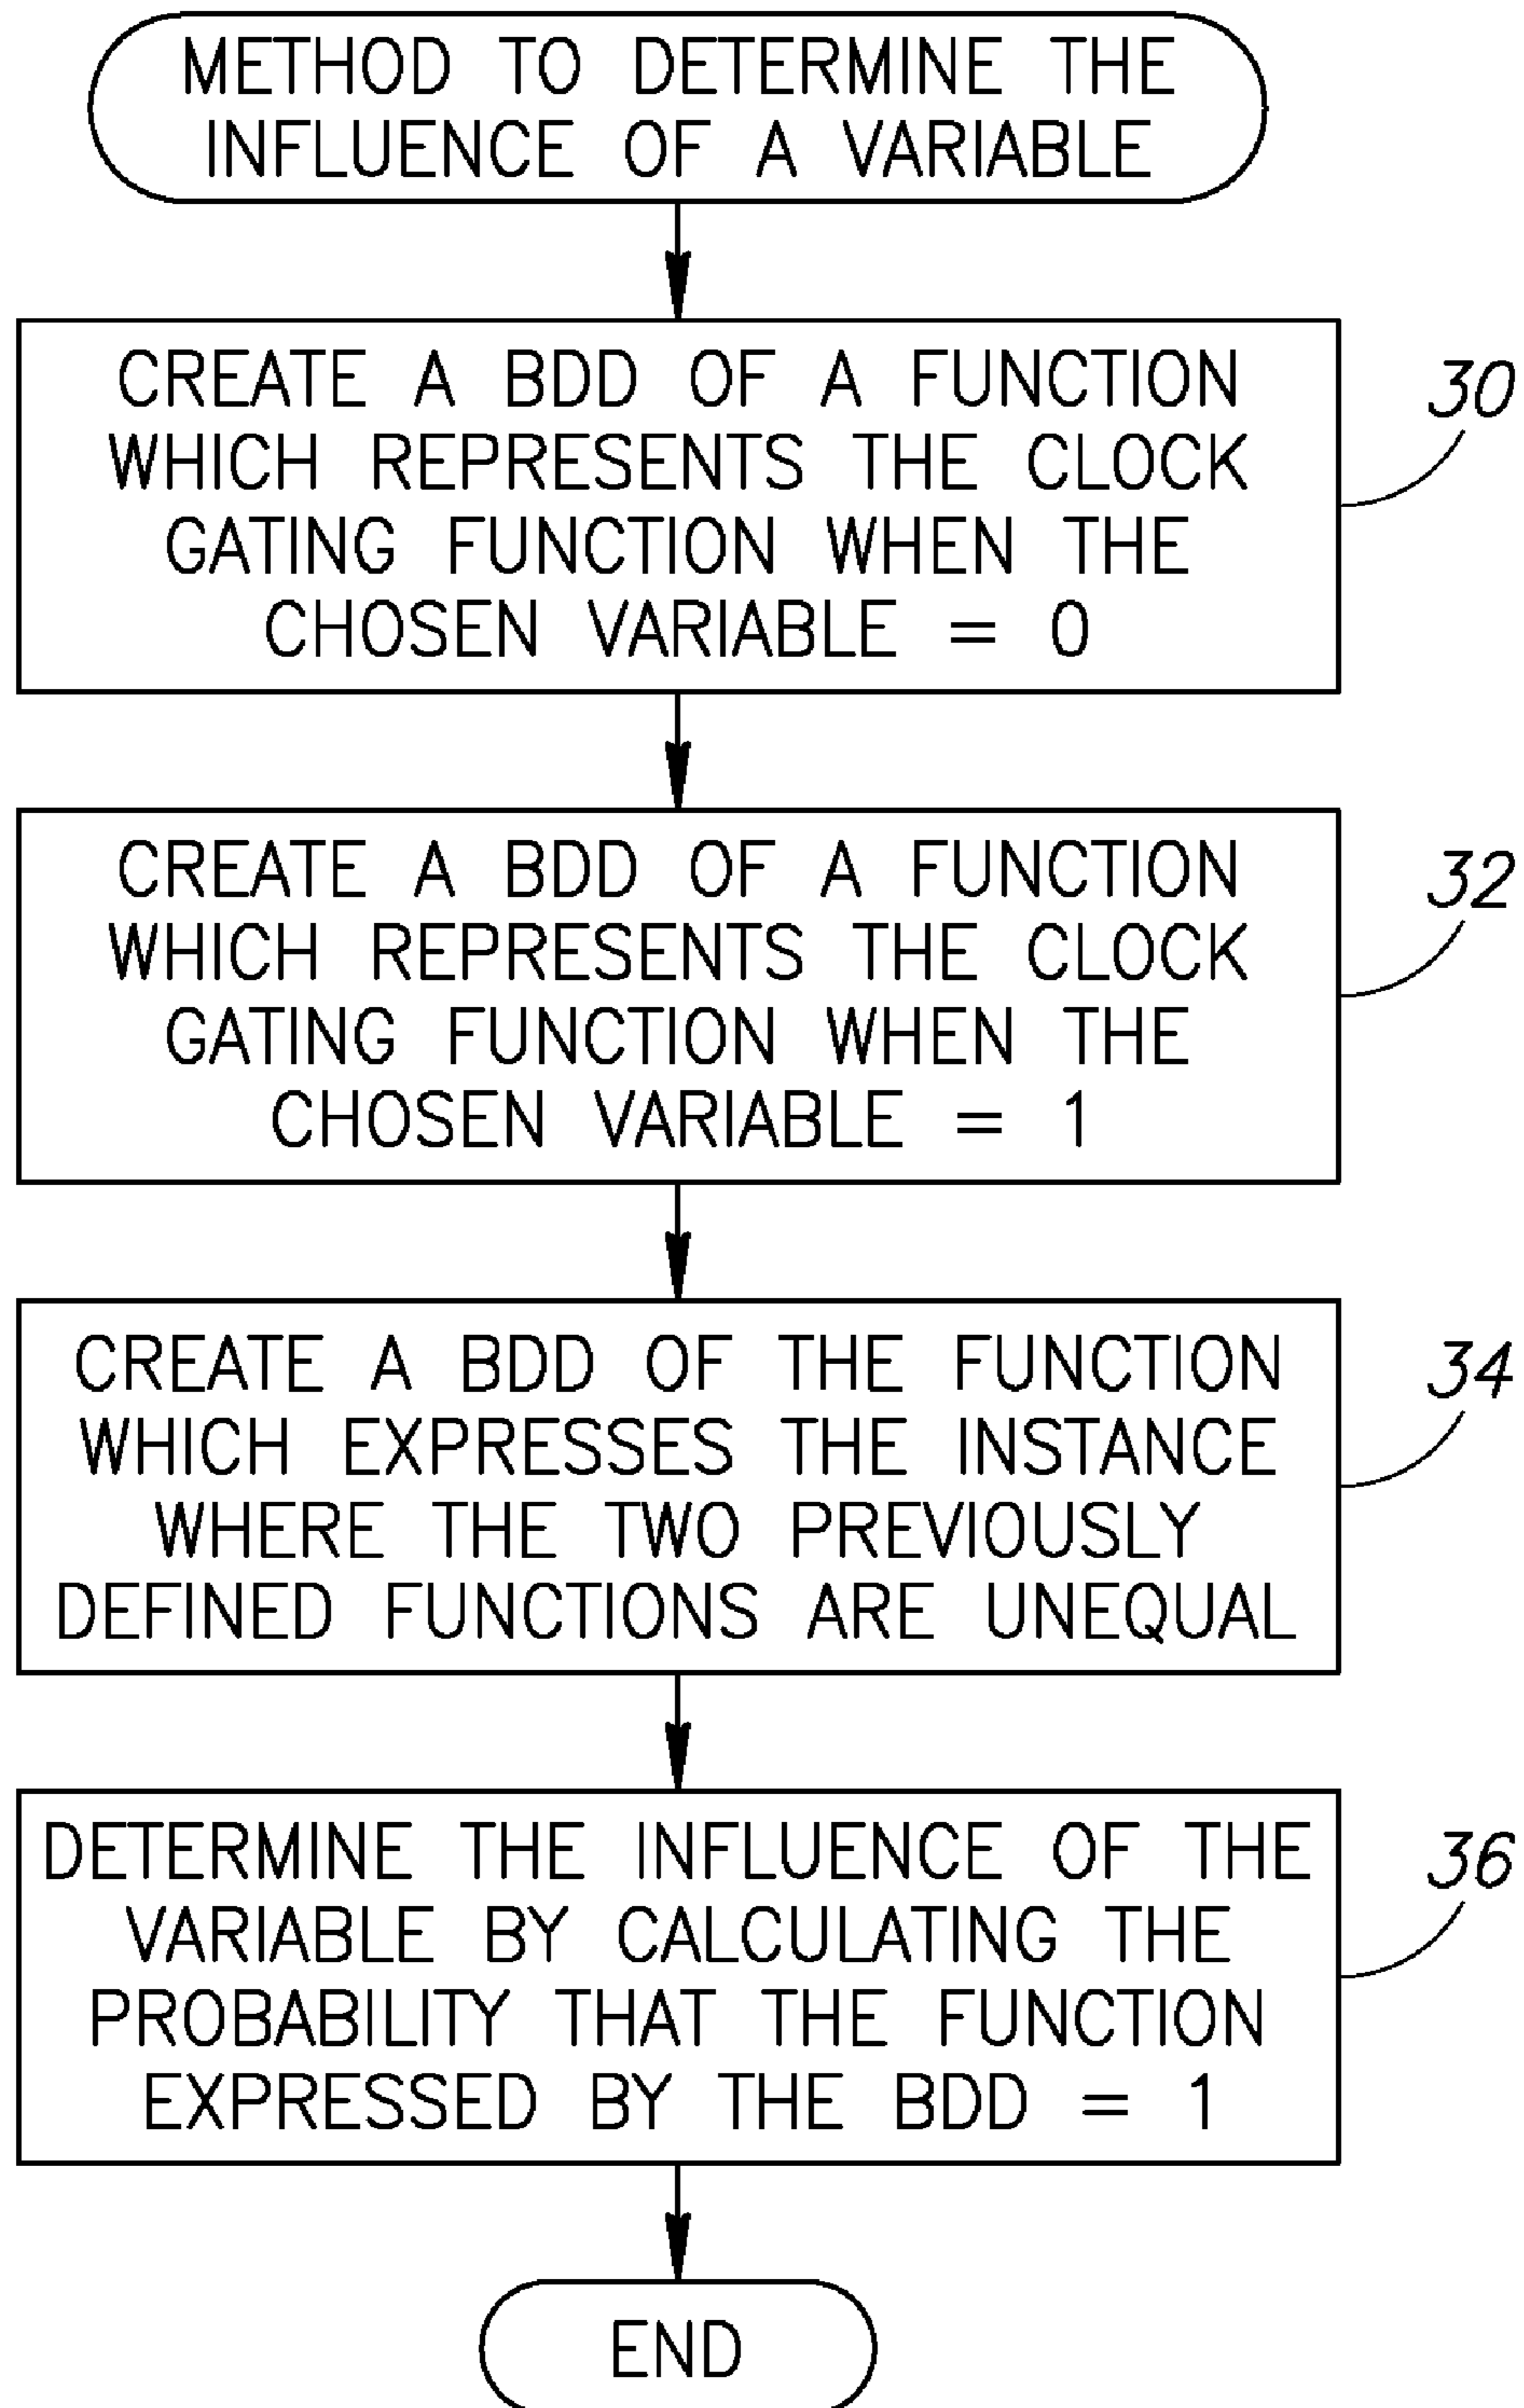 METHOD TO DETERMINE THE
INFLUENCE OF A VARIABLE
CREATE A BDD OF A FUNCTION
WHICH REPRESENTS THE CLOCK
GATING FUNCTION WHEN THE
CHOSEN VARIABLE = 0
30
CREATE A BDD OF A FUNCTION
WHICH REPRESENTS THE CLOCK
GATING FUNCTION WHEN THE
CHOSEN VARIABLE = 1
32
CREATE A BDD OF THE FUNCTION
WHICH EXPRESSES THE INSTANCE
WHERE THE TWO PREVIOUSLY
DEFINED FUNCTIONS ARE UNEQUAL
34
DETERMINE THE INFLUENCE OF THE
VARIABLE BY CALCULATING THE
PROBABILITY THAT THE FUNCTION
EXPRESSED BY THE BDD = 1
36
END